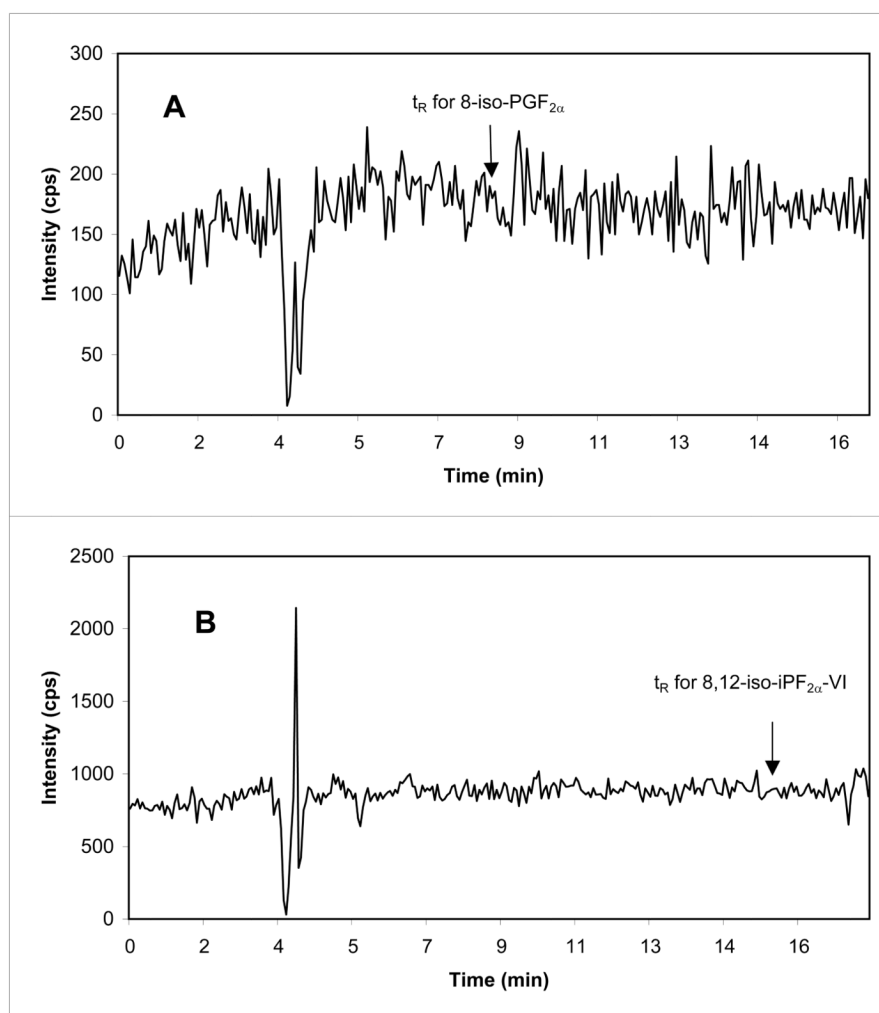 300
A
t_R for 8-iso-PGF_2α
250
200
150
100
50
0
Intensity (cps)
0 2 4 5 7 9 11 13 14 16
Time (min)
2500
B
2000
t_R for 8,12-iso-iPF_2α-VI
1500
1000
500
0
Intensity (cps)
0 2 4 5 7 9 11 13 14 16
Time (min)